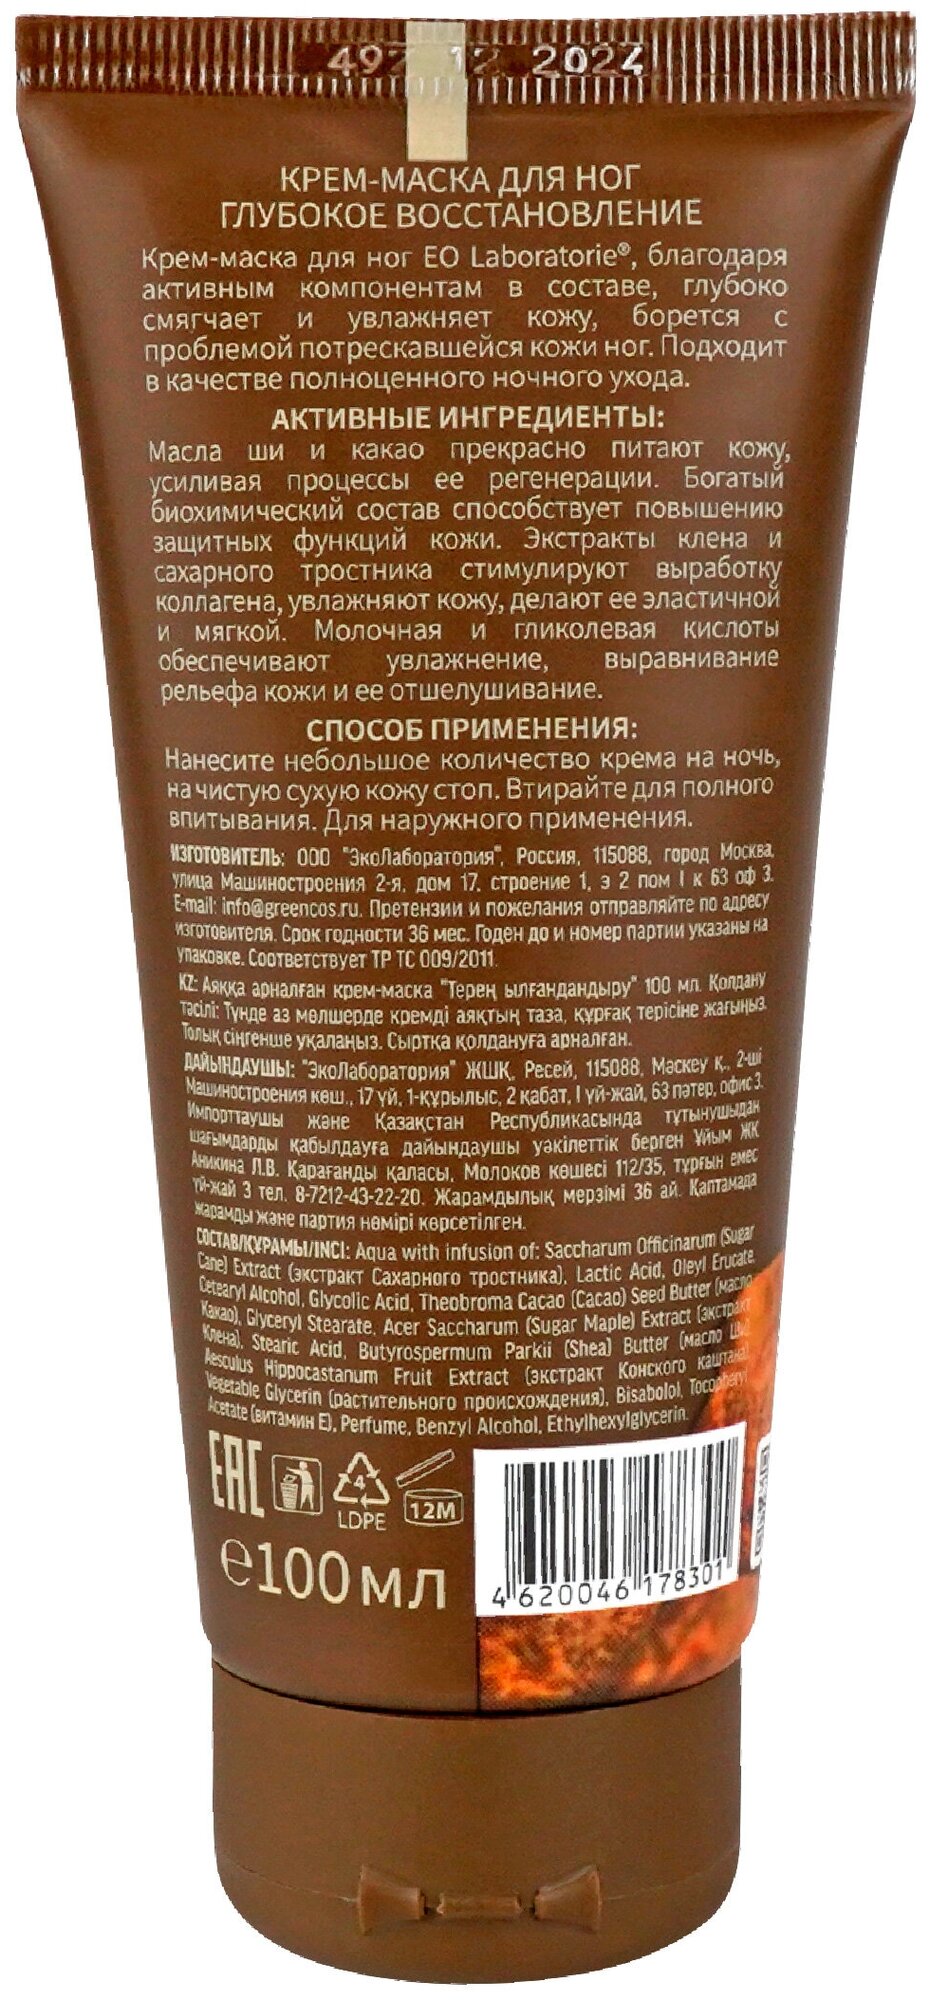 497 12 2024
КРЕМ-МАСКА ДЛЯ НОГ
ГЛУБОКОЕ ВОССТАНОВЛЕНИЕ
Крем-маска для ног EO Laboratorie®, благодаря
активным компонентам в составе, глубоко
смягчает и увлажняет кожу, борется с
проблемой потрескавшейся кожи ног. Подходит
в качестве полноценного ночного ухода.
АКТИВНЫЕ ИНГРЕДИЕНТЫ:
Масла ши и какао прекрасно питают кожу,
усиливая процессы ее регенерации. Богатый
биохимический состав способствует повышению
защитных функций кожи. Экстракты клена и
сахарного тростника стимулируют выработку
коллагена, увлажняют кожу, делают ее эластичной
и мягкой. Молочная и гликолевая кислоты
обеспечивают увлажнение, выравнивание
рельефа кожи и ее отшелушивание.
СПОСОБ ПРИМЕНЕНИЯ:
Нанесите небольшое количество крема на ночь,
на чистую сухую кожу стоп. Втирайте для полного
впитывания. Для наружного применения.
ИЗГОТОВИТЕЛЬ: ООО "ЭкоЛаборатория", Россия, 115088, город Москва,
улица Машиностроения 2-я, дом 17, строение 1, э 2 пом I к 63 оф 3.
E-mail: info@greencos.ru. Претензии и пожелания отправляйте по адресу
изготовителя. Срок годности 36 мес. Годен до и номер партии указаны на
упаковке. Соответствует ТР ТС 009/2011
KZ: Аяққа арналған крем-маска "Терең ылғандандыру" 100 мл. Қолдану
тәсілі: Түнде аз мөлшерде кремді аяқтың таза, құрғақ терісіне жағыңыз.
Толық сіңгенше уқалаңыз. Сыртқа қолдануға арналған.
ДАЙЫНДАУШЫ: "ЭкоЛаборатория" ЖШҚ, Ресей, 115088, Мәскеу қ., 2-ші
Машиностроения көш., 17 үй, 1-құрылыс, 2 қабат, I үй-жай, 63 пәтер, офис 3.
Импорттаушы және Қазақстан Республикасында тұтынушыдан
шағымдарды қабылдауға дайындаушы уәкілеттік берген Ұйым ЖК
Аникина Л.В. Қарағанды қаласы, Молоков көшесі 112/35, тұрғын емес
үй-жай 3 тел. 8-7212-43-22-20. Жарамдылық мерзімі 36 ай. Қаптамада
жарамды және партия нөмірі көрсетілген.
СОСТАВ/ҚҰРАМЫ/INCI: Aqua with infusion of: Saccharum Officinarum (Sugar
Cane) Extract (экстракт Сахарного тростника), Lactic Acid, Oleyl Erucate,
Cetearyl Alcohol, Glycolic Acid, Theobroma Cacao (Cacao) Seed Butter (масло
Какао), Glyceryl Stearate, Acer Saccharum (Sugar Maple) Extract (экстракт
Клена), Stearic Acid, Butyrospermum Parkii (Shea) Butter (масло Ши),
Aesculus Hippocastanum Fruit Extract (экстракт Конского каштана),
Vegetable Glycerin (растительного происхождения), Bisabolol, Tocopheryl
Acetate (витамин Е), Perfume, Benzyl Alcohol, Ethylhexylglycerin.
EAC 4 LDPE 12M
℮100 мл
4 620046 178301